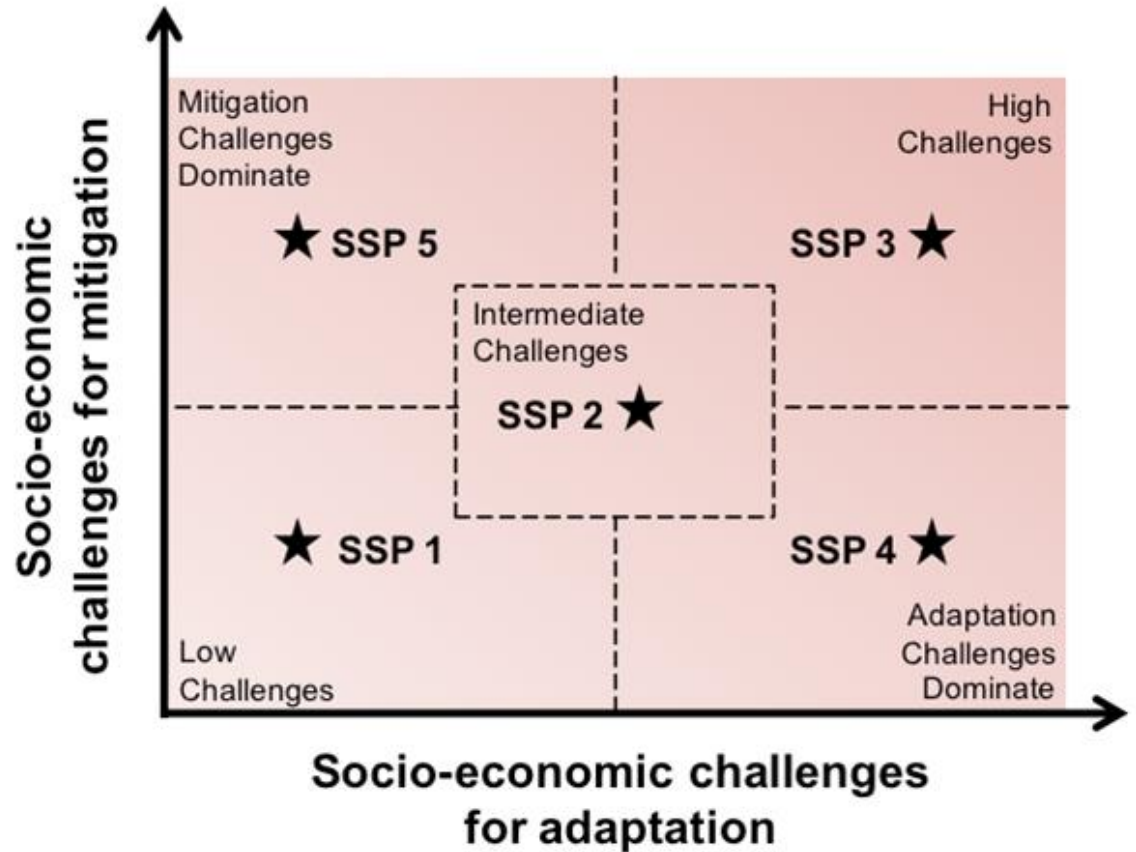 Socio-economic
challenges for mitigation
Mitigation
Challenges
Dominate
High
Challenges
SSP 5
SSP 3
Intermediate
Challenges
SSP 2
SSP 1
SSP 4
Low
Challenges
Adaptation
Challenges
Dominate
Socio-economic challenges
for adaptation